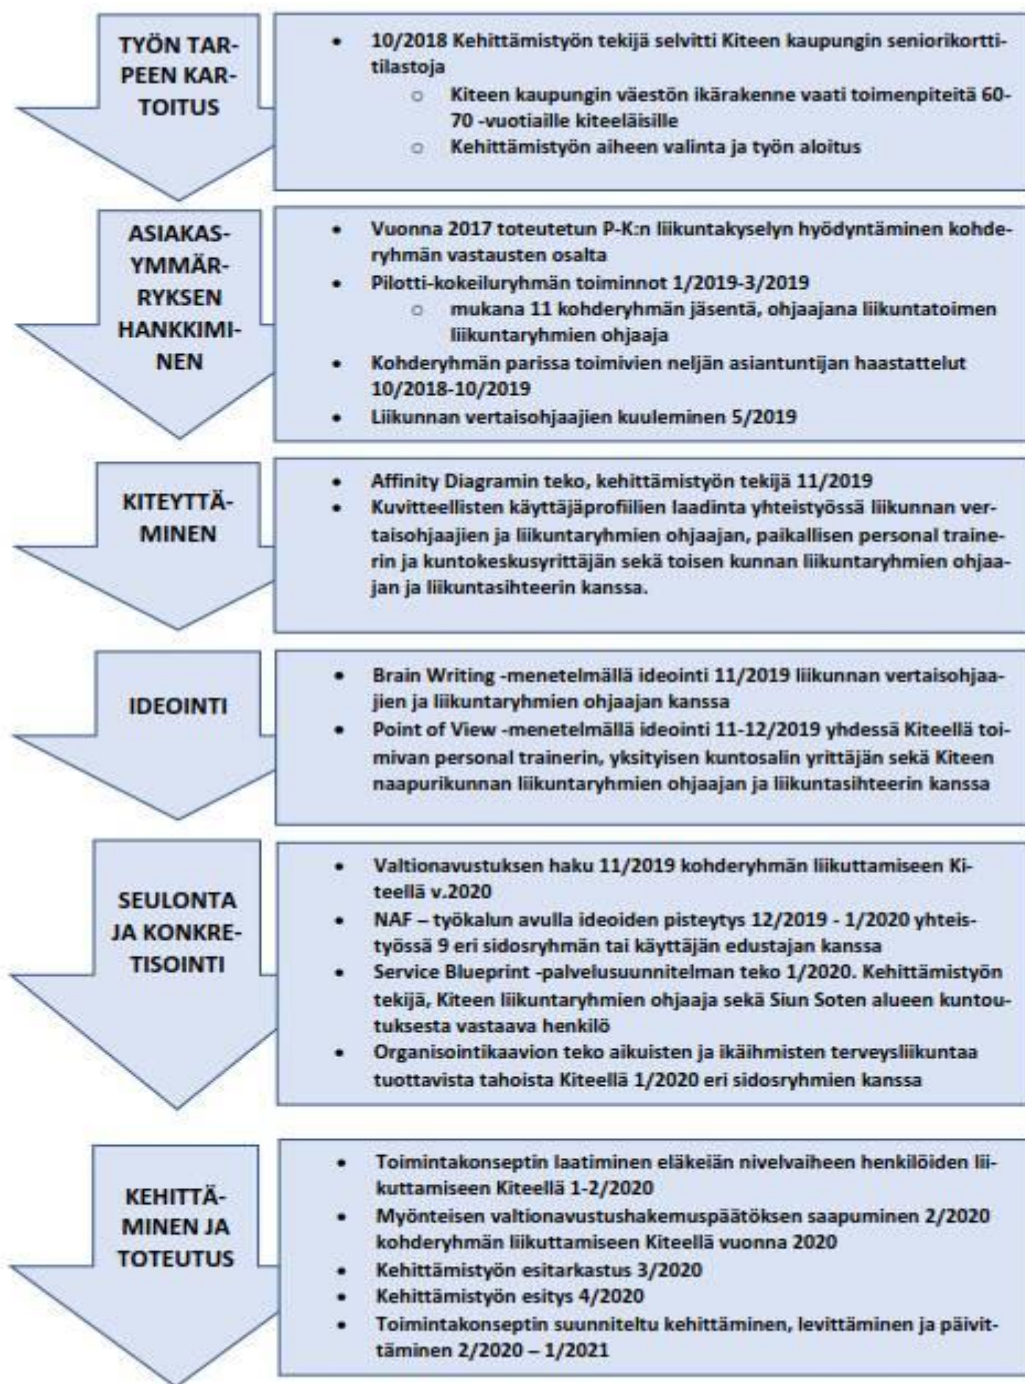 TYÖN TAR-
PEEN KAR-
TOITUS
• 10/2018 Kehittämistyön tekijä selvitti Kiteen kaupungin seniorikortti-
tilastoja
o Kiteen kaupungin väestön ikärakenne vaati toimenpiteitä 60-
70 -vuotiaille kiteeläisille
o Kehittämistyön aiheen valinta ja työn aloitus
ASIAKAS-
YMMÄR-
RYKSEN
HANKKIMI-
NEN
• Vuonna 2017 toteutetun P-K:n liikuntakyselyn hyödyntäminen kohde-
ryhmän vastausten osalta
• Pilotti-kokeiluryhmän toiminnot 1/2019-3/2019
o mukana 11 kohderyhmän jäsentä, ohjaajana liikuntatoimen
liikuntaryhmien ohjaaja
• Kohderyhmän parissa toimivien neljän asiantuntijan haastattelut
10/2018-10/2019
• Liikunnan vertaisohjaajien kuuleminen 5/2019
KITEYTTÄ-
MINEN
• Affinity Diagramin teko, kehittämistyön tekijä 11/2019
• Kuvitteellisten käyttäjäprofiilien laadinta yhteistyössä liikunnan ver-
taisohjaajien ja liikuntaryhmien ohjaajan, paikallisen personal traine-
rin ja kuntokeskusyrittäjän sekä toisen kunnan liikuntaryhmien ohjaa-
jan ja liikuntasihteerin kanssa.
IDEOINTI
• Brain Writing -menetelmällä ideointi 11/2019 liikunnan vertaisohjaa-
jien ja liikuntaryhmien ohjaajan kanssa
• Point of View -menetelmällä ideointi 11-12/2019 yhdessä Kiteellä toi-
mivan personal trainerin, yksityisen kuntosalin yrittäjän sekä Kiteen
naapurikunnan liikuntaryhmien ohjaajan ja liikuntasihteerin kanssa
SEULONTA
JA KONKRE-
TISOINTI
• Valtionavustuksen haku 11/2019 kohderyhmän liikuttamiseen Ki-
teellä v.2020
• NAF – työkalun avulla ideoiden pisteytys 12/2019 - 1/2020 yhteis-
työssä 9 eri sidosryhmän tai käyttäjän edustajan kanssa
• Service Blueprint -palvelusuunnitelman teko 1/2020. Kehittämistyön
tekijä, Kiteen liikuntaryhmien ohjaaja sekä Siun Soten alueen kuntou-
tuksesta vastaava henkilö
• Organisointikaavion teko aikuisten ja ikäihmisten terveysliikuntaa
tuottavista tahoista Kiteellä 1/2020 eri sidosryhmien kanssa
KEHITTÄ-
MINEN JA
TOTEUTUS
• Toimintakonseptin laatiminen eläkeiän nivelvaiheen henkilöiden lii-
kuttamiseen Kiteellä 1-2/2020
• Myönteisen valtionavustushakemuspäätöksen saapuminen 2/2020
kohderyhmän liikuttamiseen Kiteellä vuonna 2020
• Kehittämistyön esitarkastus 3/2020
• Kehittämistyön esitys 4/2020
• Toimintakonseptin suunniteltu kehittäminen, levittäminen ja päivit-
täminen 2/2020 – 1/2021